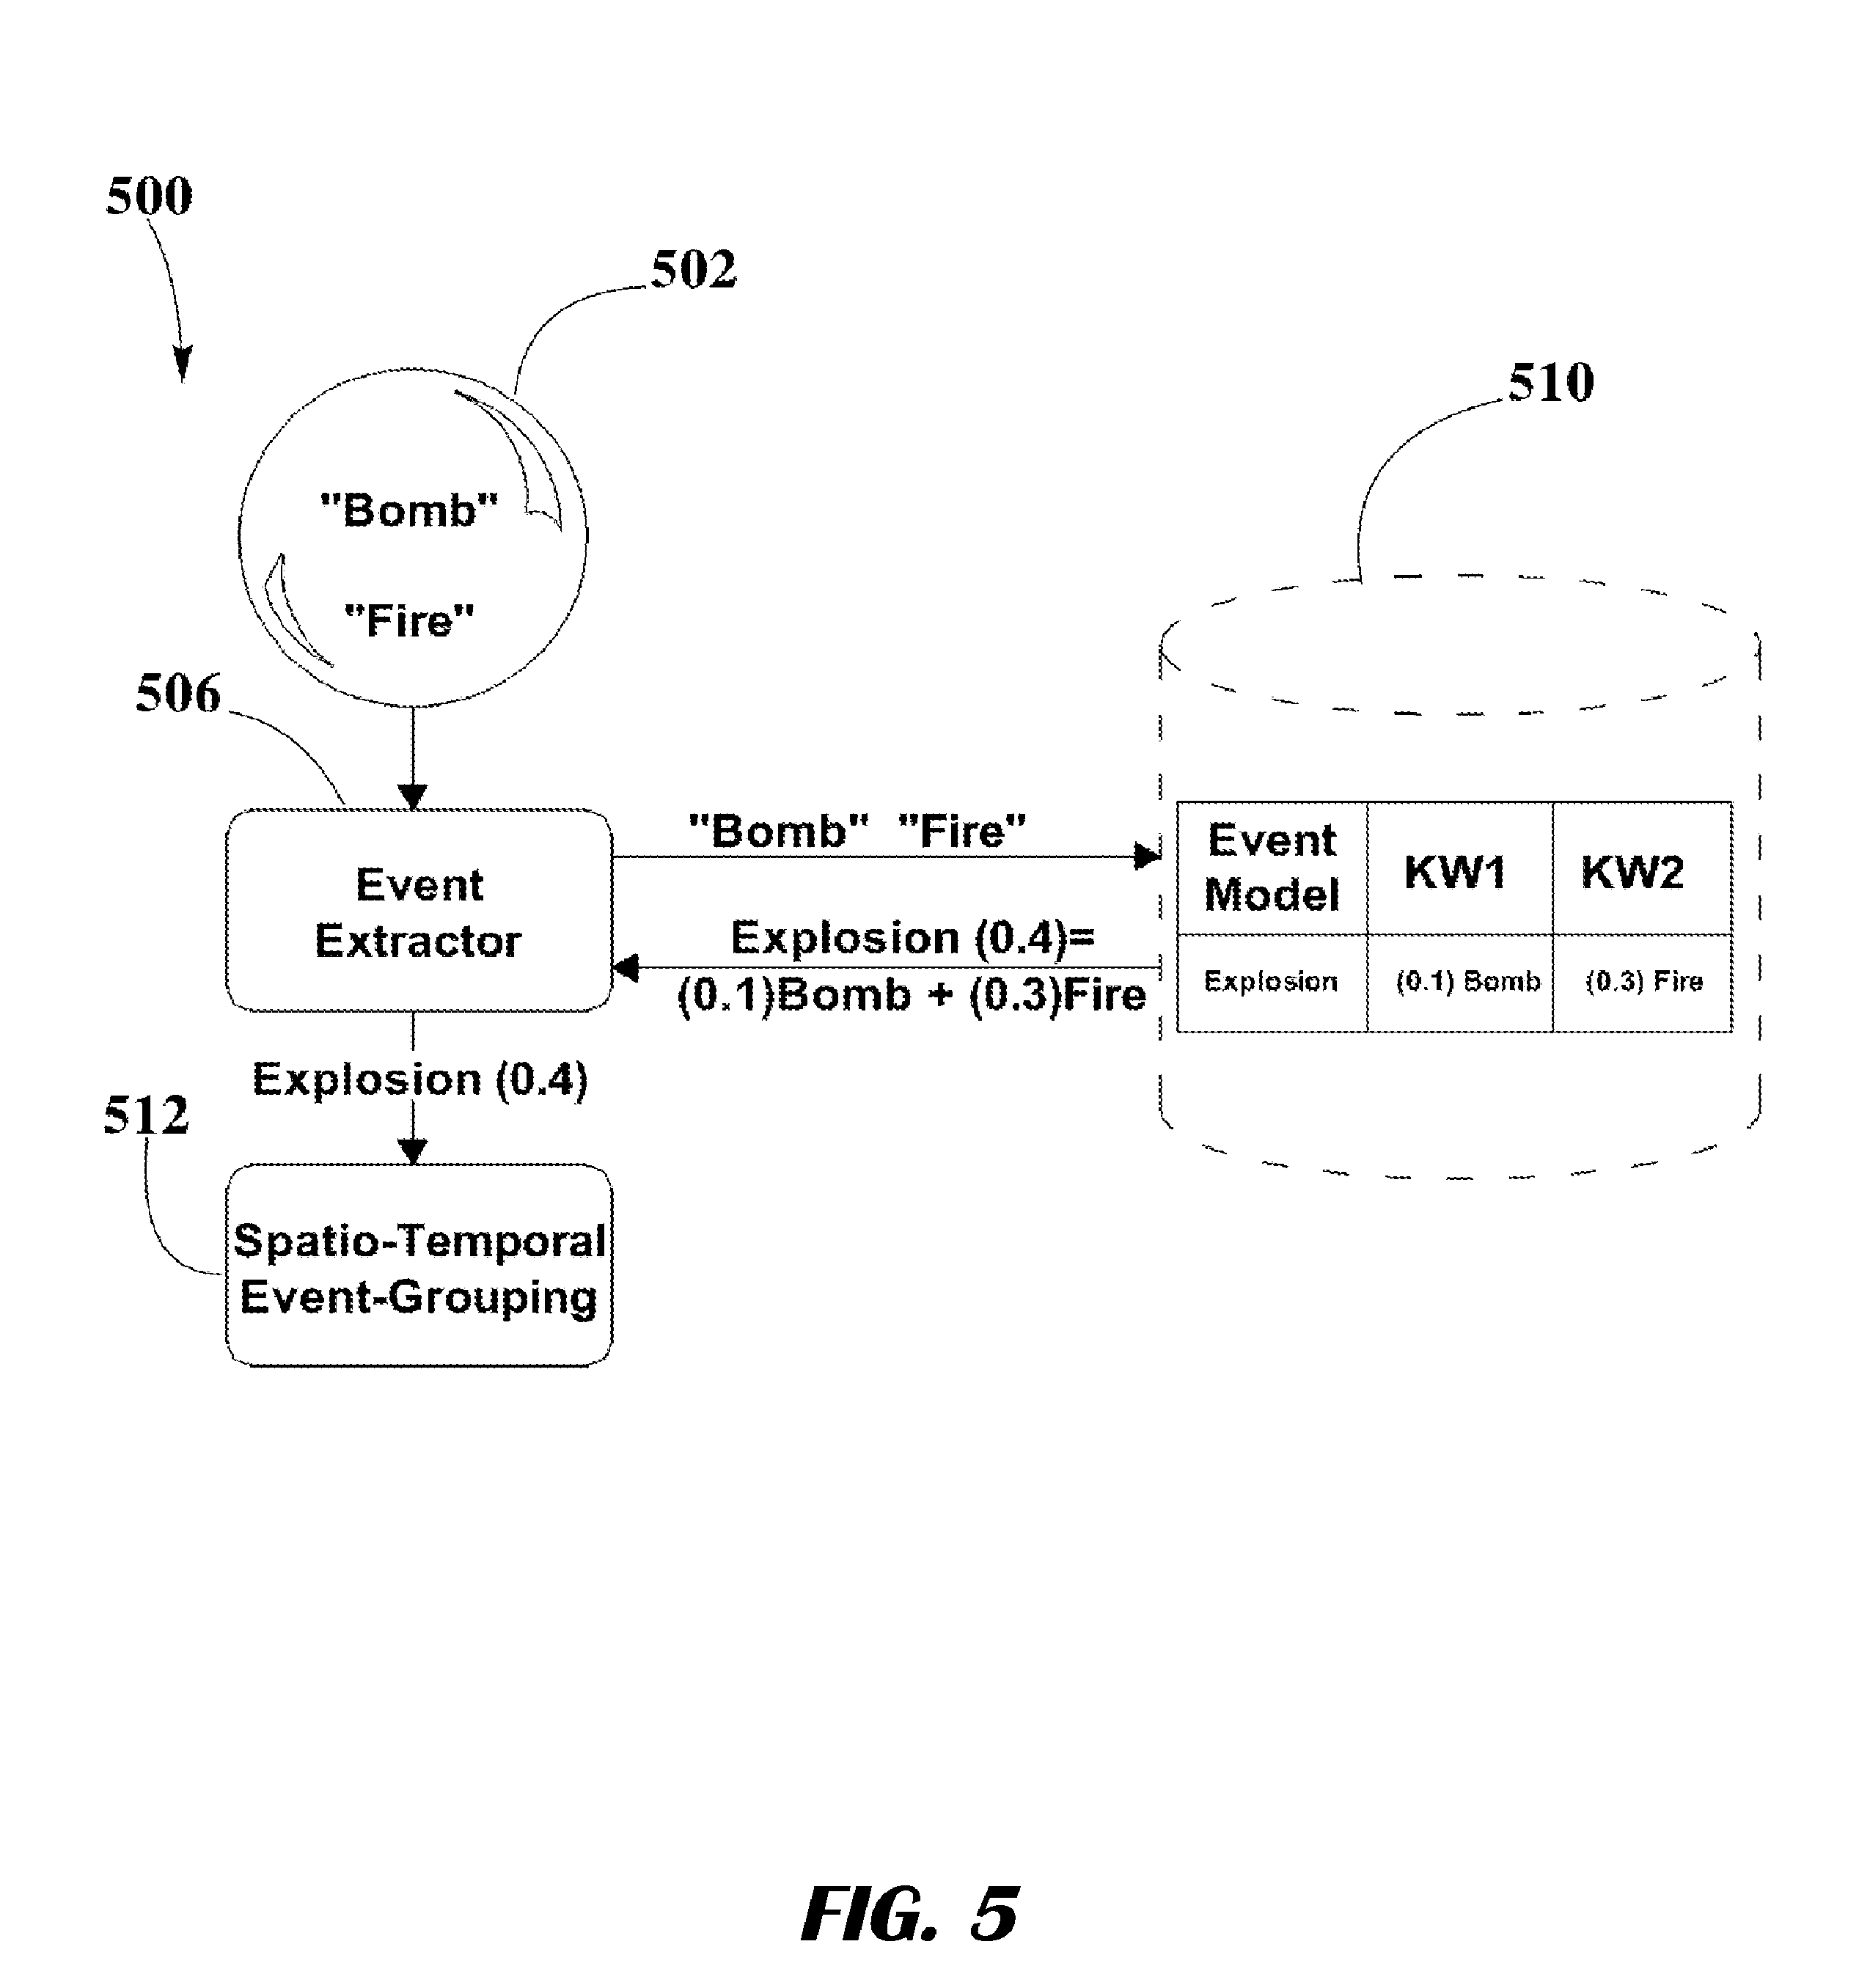 500
502
510
"Bomb"
"Fire"
506
"Bomb" "Fire"
Event
Extractor
Explosion (0.4)=
(0.1)Bomb + (0.3)Fire
Event
Model
KW1
KW2
Explosion
(0.1) Bomb
(0.3) Fire
Explosion (0.4)
512
Spatio-Temporal
Event-Grouping
FIG. 5